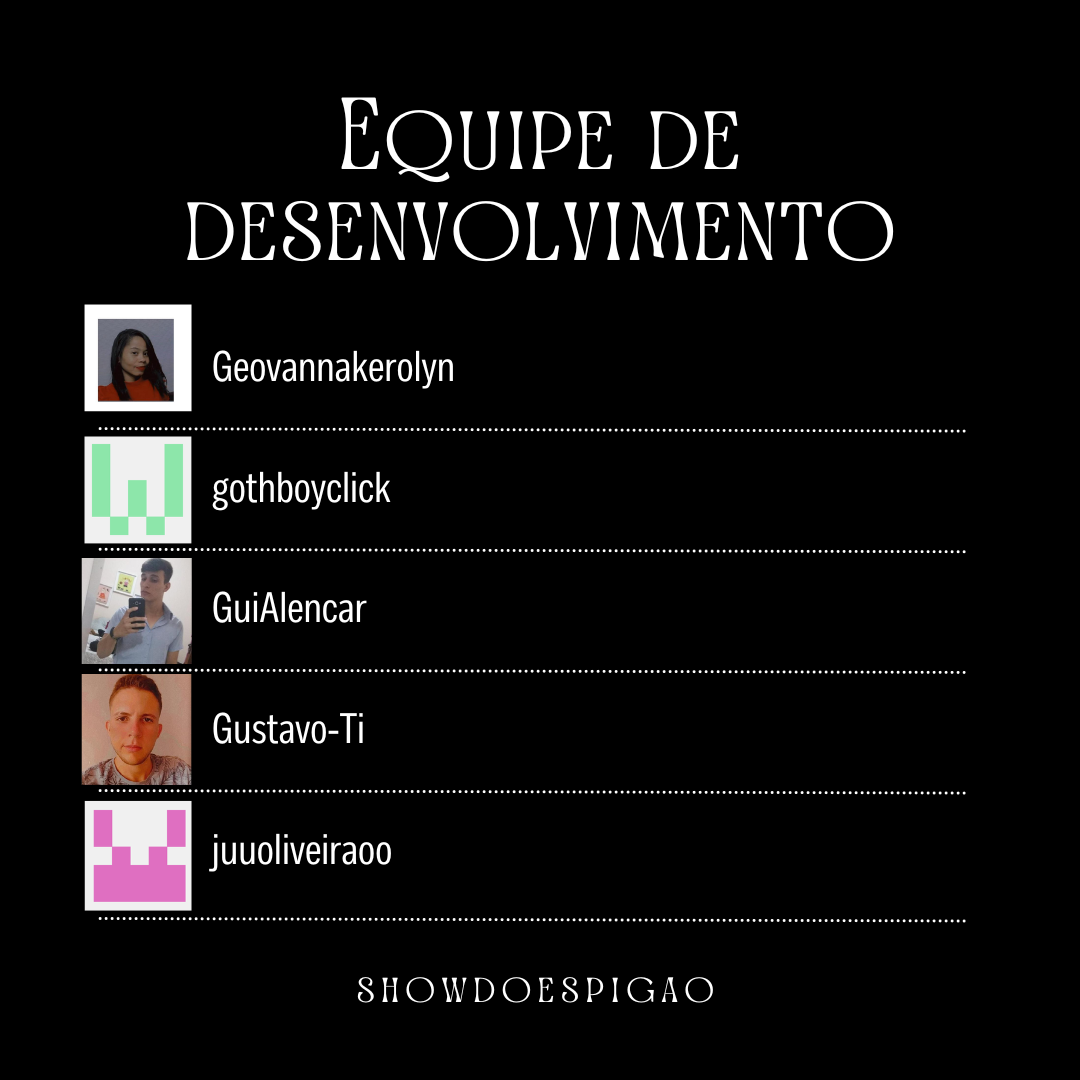 Equipe de
desenvolvimento
Geovannakerolyn
gothboyclick
GuiAlencar
Gustavo-Ti
juuoliveiraoo
SHOWDOESPIGAO